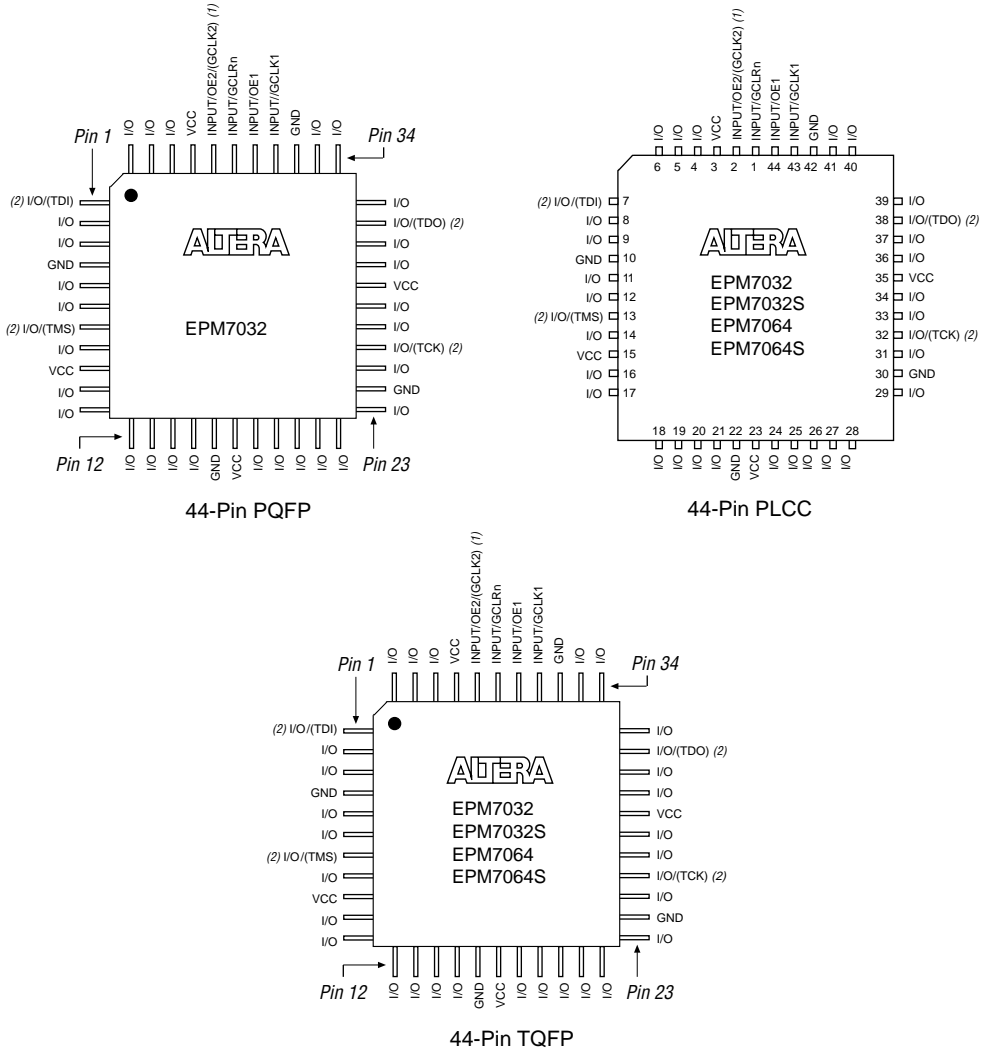 I/O
I/O
I/O
VCC
INPUT/OE2/(GCLK2) (1)
INPUT/GCLRn
INPUT/OE1
INPUT//GCLK1
GND
I/O
I/O
Pin 1
Pin 34
(2) I/O/(TDI)
I/O
I/O
GND
I/O
I/O
(2) I/O/(TMS)
I/O
VCC
I/O
I/O
ALTERA
EPM7032
I/O
I/O/(TDO) (2)
I/O
I/O
VCC
I/O
I/O
I/O/(TCK) (2)
I/O
GND
I/O
Pin 12
Pin 23
I/O
I/O
I/O
I/O
GND
VCC
I/O
I/O
I/O
I/O
I/O
44-Pin PQFP
I/O
I/O
I/O
VCC
INPUT/OE2/(GCLK2) (1)
INPUT/GCLRn
INPUT/OE1
INPUT/GCLK1
GND
I/O
I/O
6 5 4 3 2 1 44 43 42 41 40
(2) I/O/(TDI) 7
I/O 8
I/O 9
GND 10
I/O 11
I/O 12
(2) I/O/(TMS) 13
I/O 14
VCC 15
I/O 16
I/O 17
ALTERA
EPM7032
EPM7032S
EPM7064
EPM7064S
39 I/O
38 I/O/(TDO) (2)
37 I/O
36 I/O
35 VCC
34 I/O
33 I/O
32 I/O/(TCK) (2)
31 I/O
30 GND
29 I/O
18 19 20 21 22 23 24 25 26 27 28
I/O
I/O
I/O
I/O
GND
VCC
I/O
I/O
I/O
I/O
I/O
44-Pin PLCC
I/O
I/O
I/O
VCC
INPUT/OE2/(GCLK2) (1)
INPUT/GCLRn
INPUT/OE1
INPUT/GCLK1
GND
I/O
I/O
Pin 1
Pin 34
(2) I/O/(TDI)
I/O
I/O
GND
I/O
I/O
(2) I/O/(TMS)
I/O
VCC
I/O
I/O
ALTERA
EPM7032
EPM7032S
EPM7064
EPM7064S
I/O
I/O/(TDO) (2)
I/O
I/O
VCC
I/O
I/O
I/O/(TCK) (2)
I/O
GND
I/O
Pin 12
Pin 23
I/O
I/O
I/O
I/O
GND
VCC
I/O
I/O
I/O
I/O
I/O
44-Pin TQFP